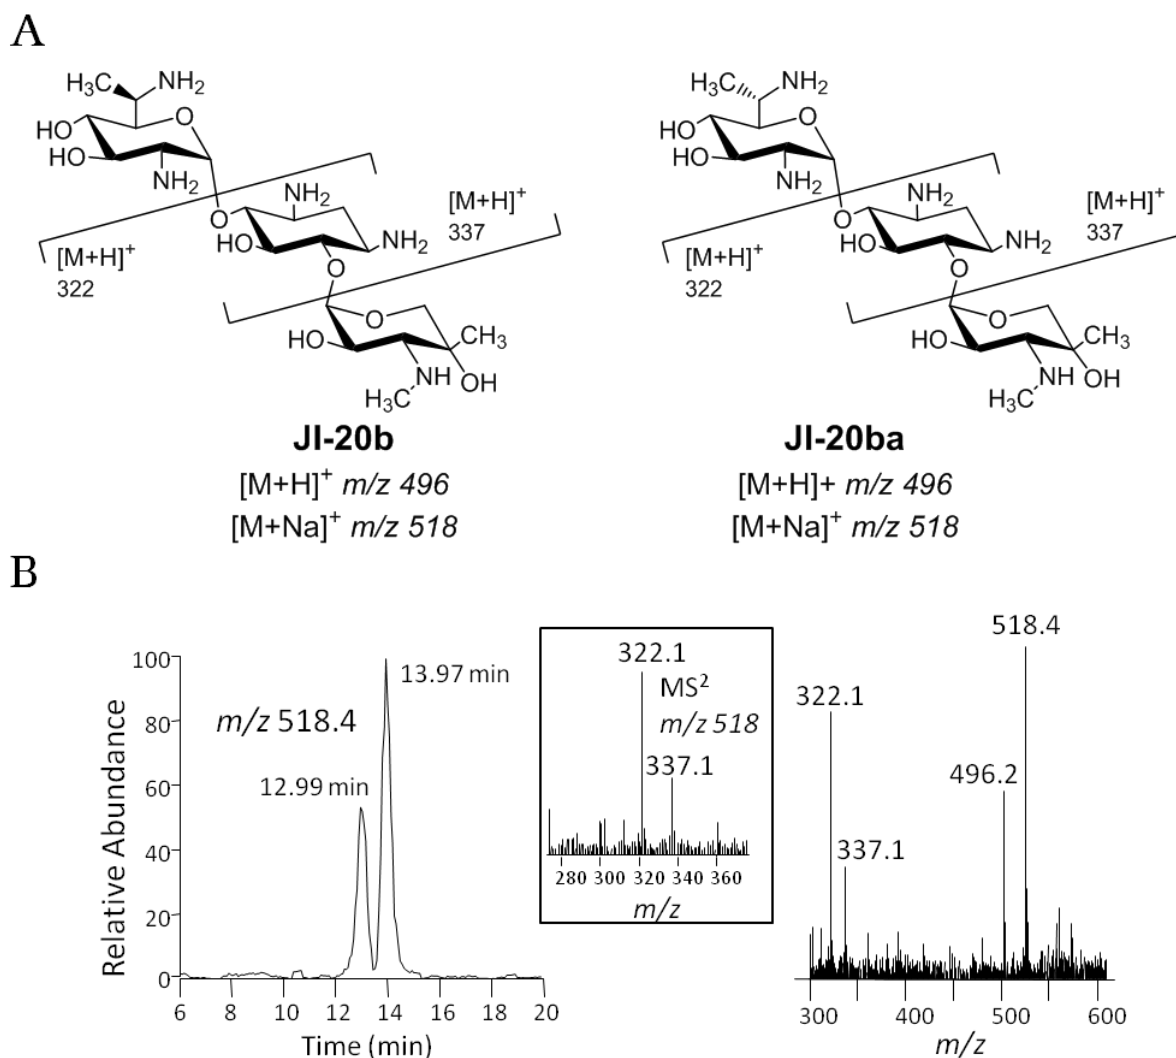 A
H₃C NH₂
O
HO
HO
NH₂
NH₂
O
HO
NH₂
[M+H]⁺
337
[M+H]⁺
322
O
O
HO
CH₃
NH
OH
H₃C
JI-20b
[M+H]⁺ m/z 496
[M+Na]⁺ m/z 518
H₃C NH₂
O
HO
HO
NH₂
NH₂
O
HO
NH₂
[M+H]⁺
337
[M+H]⁺
322
O
O
HO
CH₃
NH
OH
H₃C
JI-20ba
[M+H]+ m/z 496
[M+Na]⁺ m/z 518
B
Relative Abundance
100
80
60
40
20
0
m/z 518.4
12.99 min
13.97 min
6 8 10 12 13 14 16 18 20
Time (min)
322.1
MS²
m/z 518
337.1
280 300 320 340 360
m/z
518.4
322.1
496.2
337.1
300 400 500 600
m/z